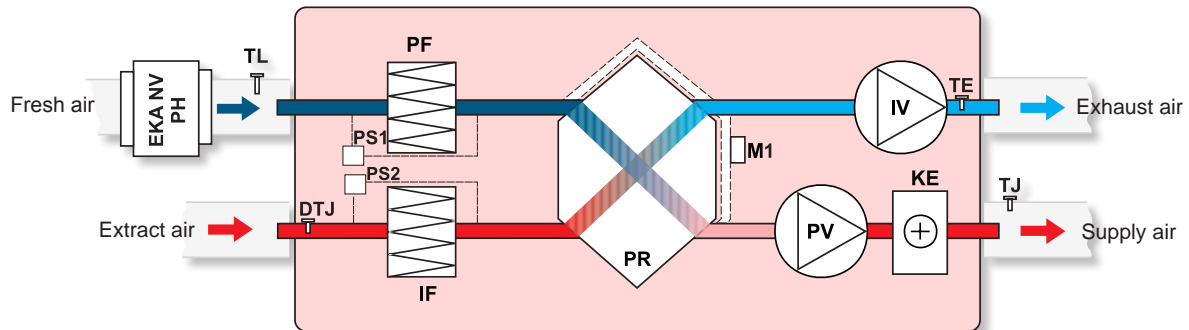 PF
TL
TE
Fresh air
EKA NV
PH
IV
Exhaust air
PS1
M1
PS2
KE
TJ
DTJ
Extract air
PV
Supply air
PR
IF